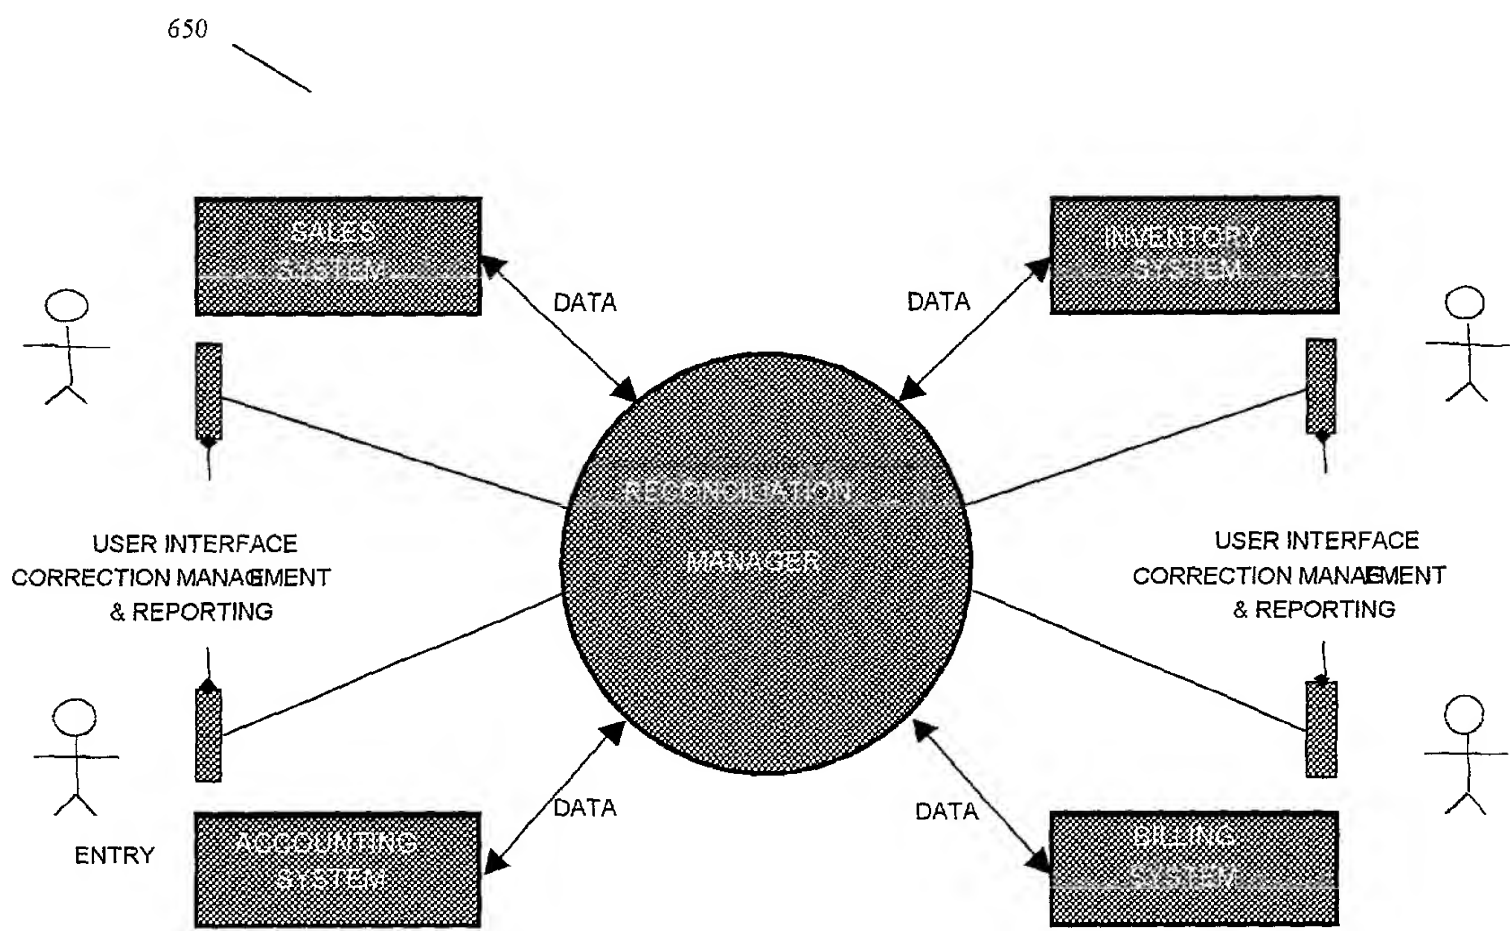 650
SALES
SYSTEM
INVENTORY
SYSTEM
DATA
DATA
RECONCILIATION
MANAGER
USER INTERFACE
CORRECTION MANAGEMENT
& REPORTING
USER INTERFACE
CORRECTION MANAGEMENT
& REPORTING
DATA
DATA
ENTRY
ACCOUNTING
SYSTEM
BILLING
SYSTEM